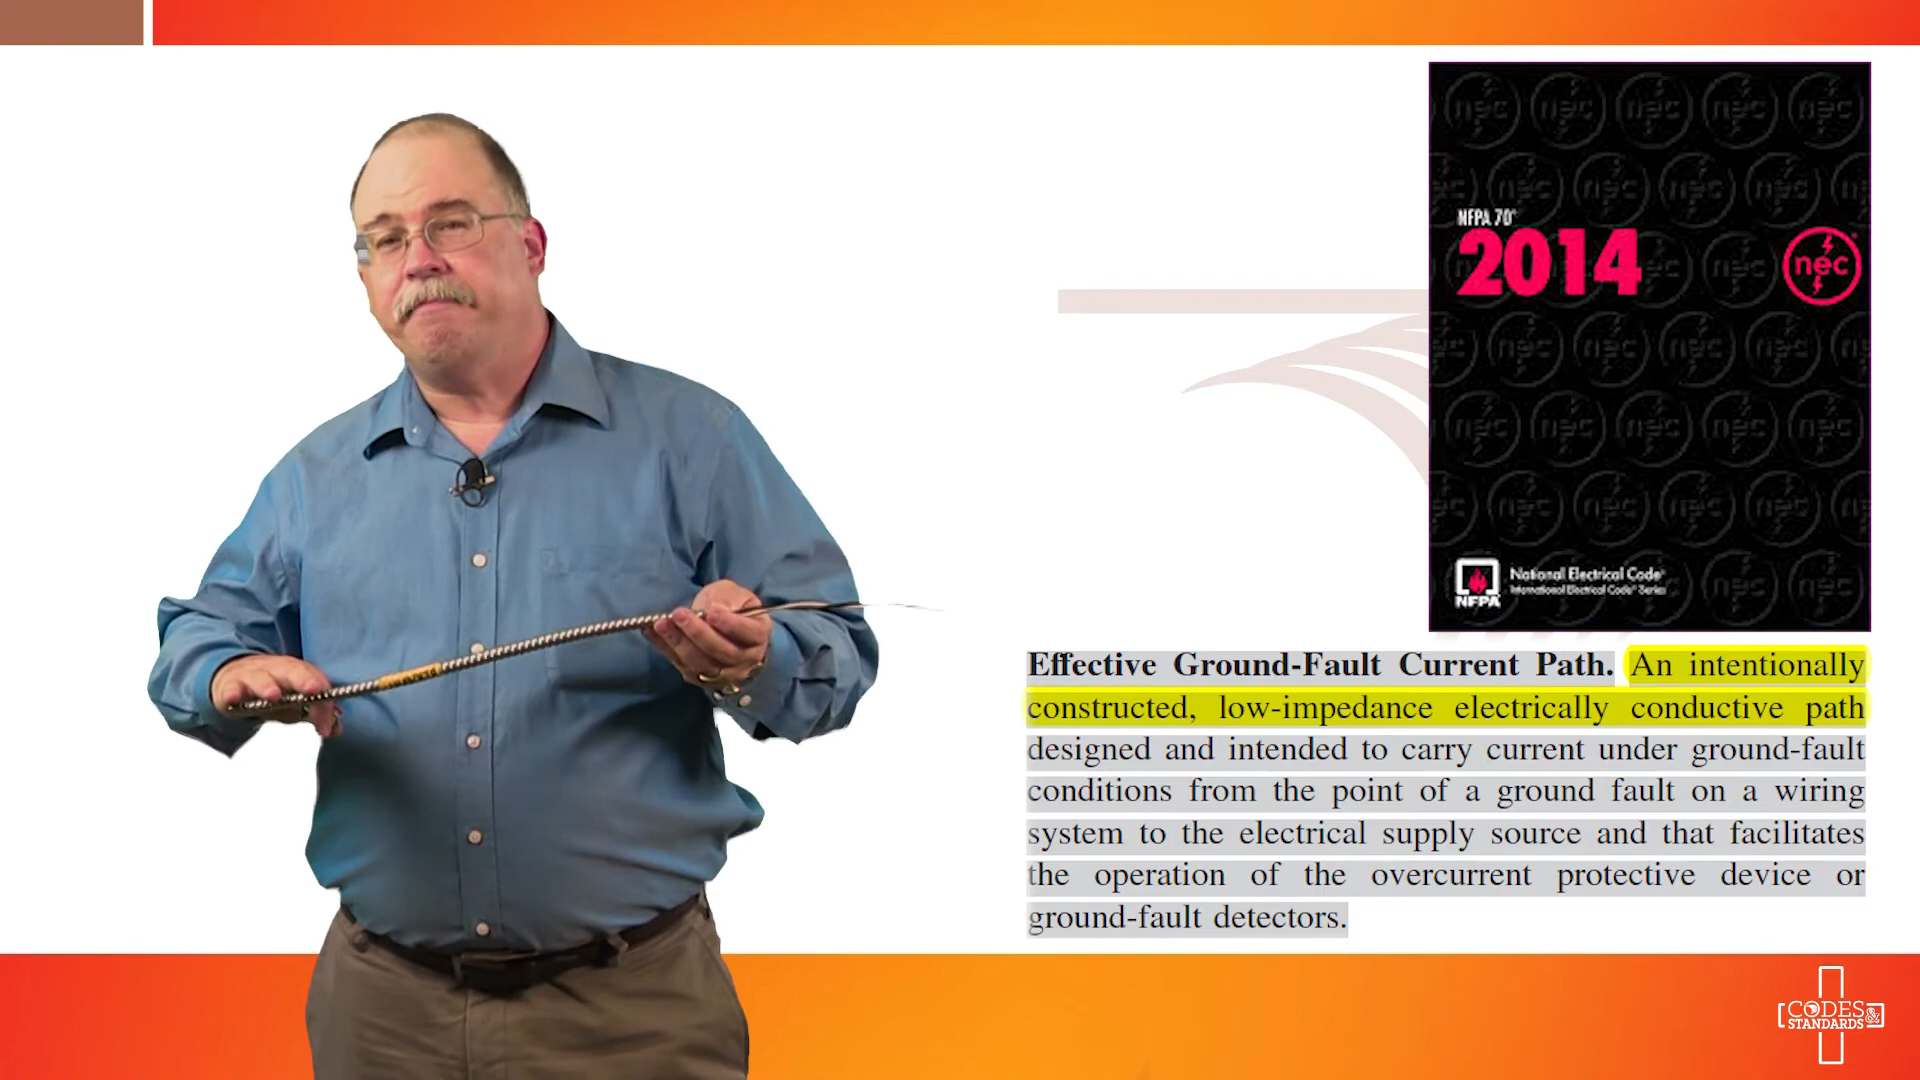 NFPA 70®
2014
nec
National Electrical Code®
International Electrical Code® Series
NFPA
Effective Ground-Fault Current Path. An intentionally
constructed, low-impedance electrically conductive path
designed and intended to carry current under ground-fault
conditions from the point of a ground fault on a wiring
system to the electrical supply source and that facilitates
the operation of the overcurrent protective device or
ground-fault detectors.
CODES &
STANDARDS